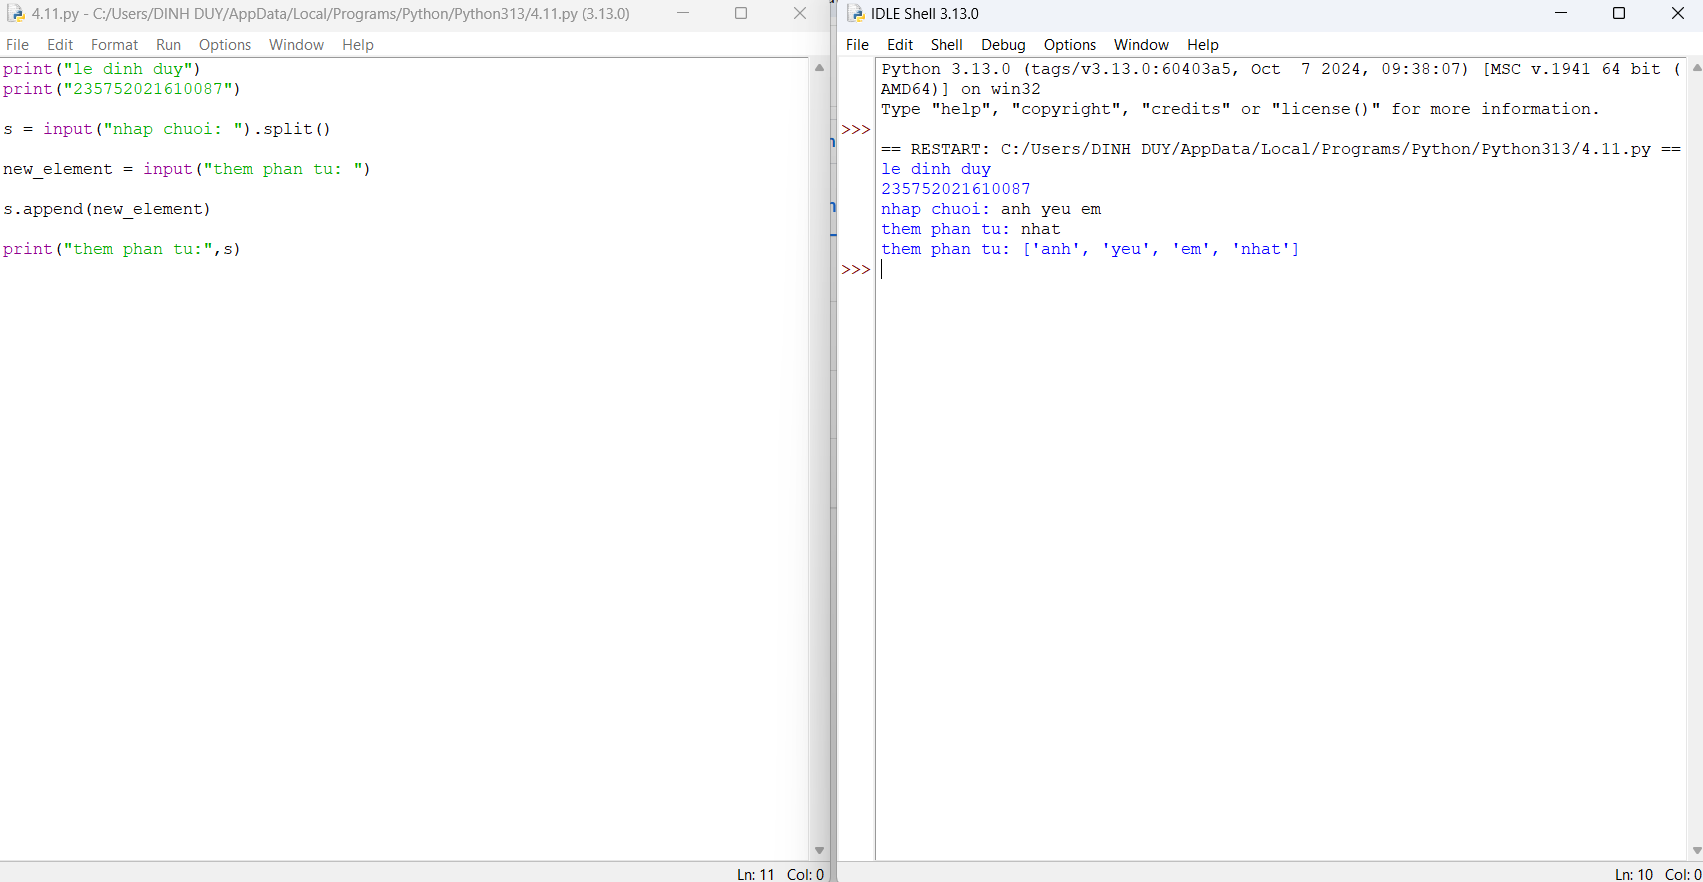 4.11.py - C:/Users/DINH DUY/AppData/Local/Programs/Python/Python313/4.11.py (3.13.0)
File Edit Format Run Options Window Help
print("le dinh duy")
print("235752021610087")
s = input("nhap chuoi: ").split()
new_element = input("them phan tu: ")
s.append(new_element)
print("them phan tu:",s)
Ln: 11 Col: 0
IDLE Shell 3.13.0
File Edit Shell Debug Options Window Help
Python 3.13.0 (tags/v3.13.0:60403a5, Oct  7 2024, 09:38:07) [MSC v.1941 64 bit (
AMD64)] on win32
Type "help", "copyright", "credits" or "license()" for more information.
>>>
== RESTART: C:/Users/DINH DUY/AppData/Local/Programs/Python/Python313/4.11.py ==
le dinh duy
235752021610087
nhap chuoi: anh yeu em
them phan tu: nhat
them phan tu: ['anh', 'yeu', 'em', 'nhat']
>>>
Ln: 10 Col: 0